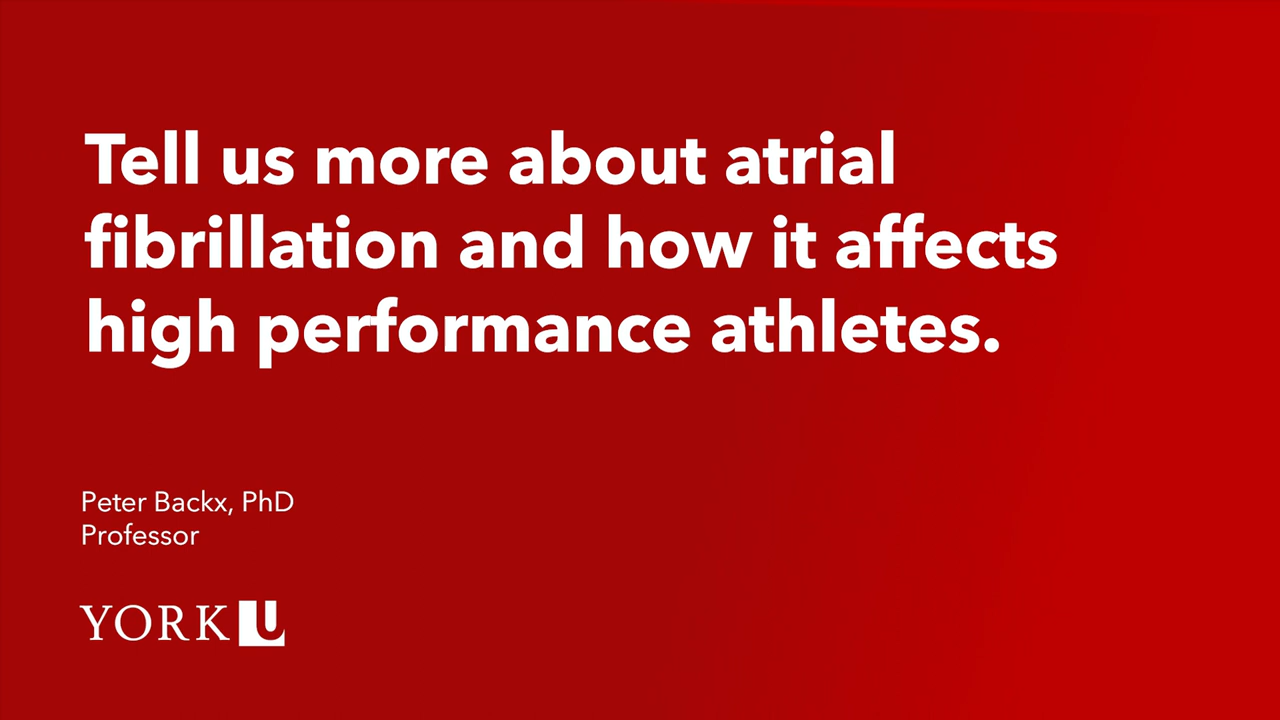 Tell us more about atrial
fibrillation and how it affects
high performance athletes.
Peter Backx, PhD
Professor
YORK U